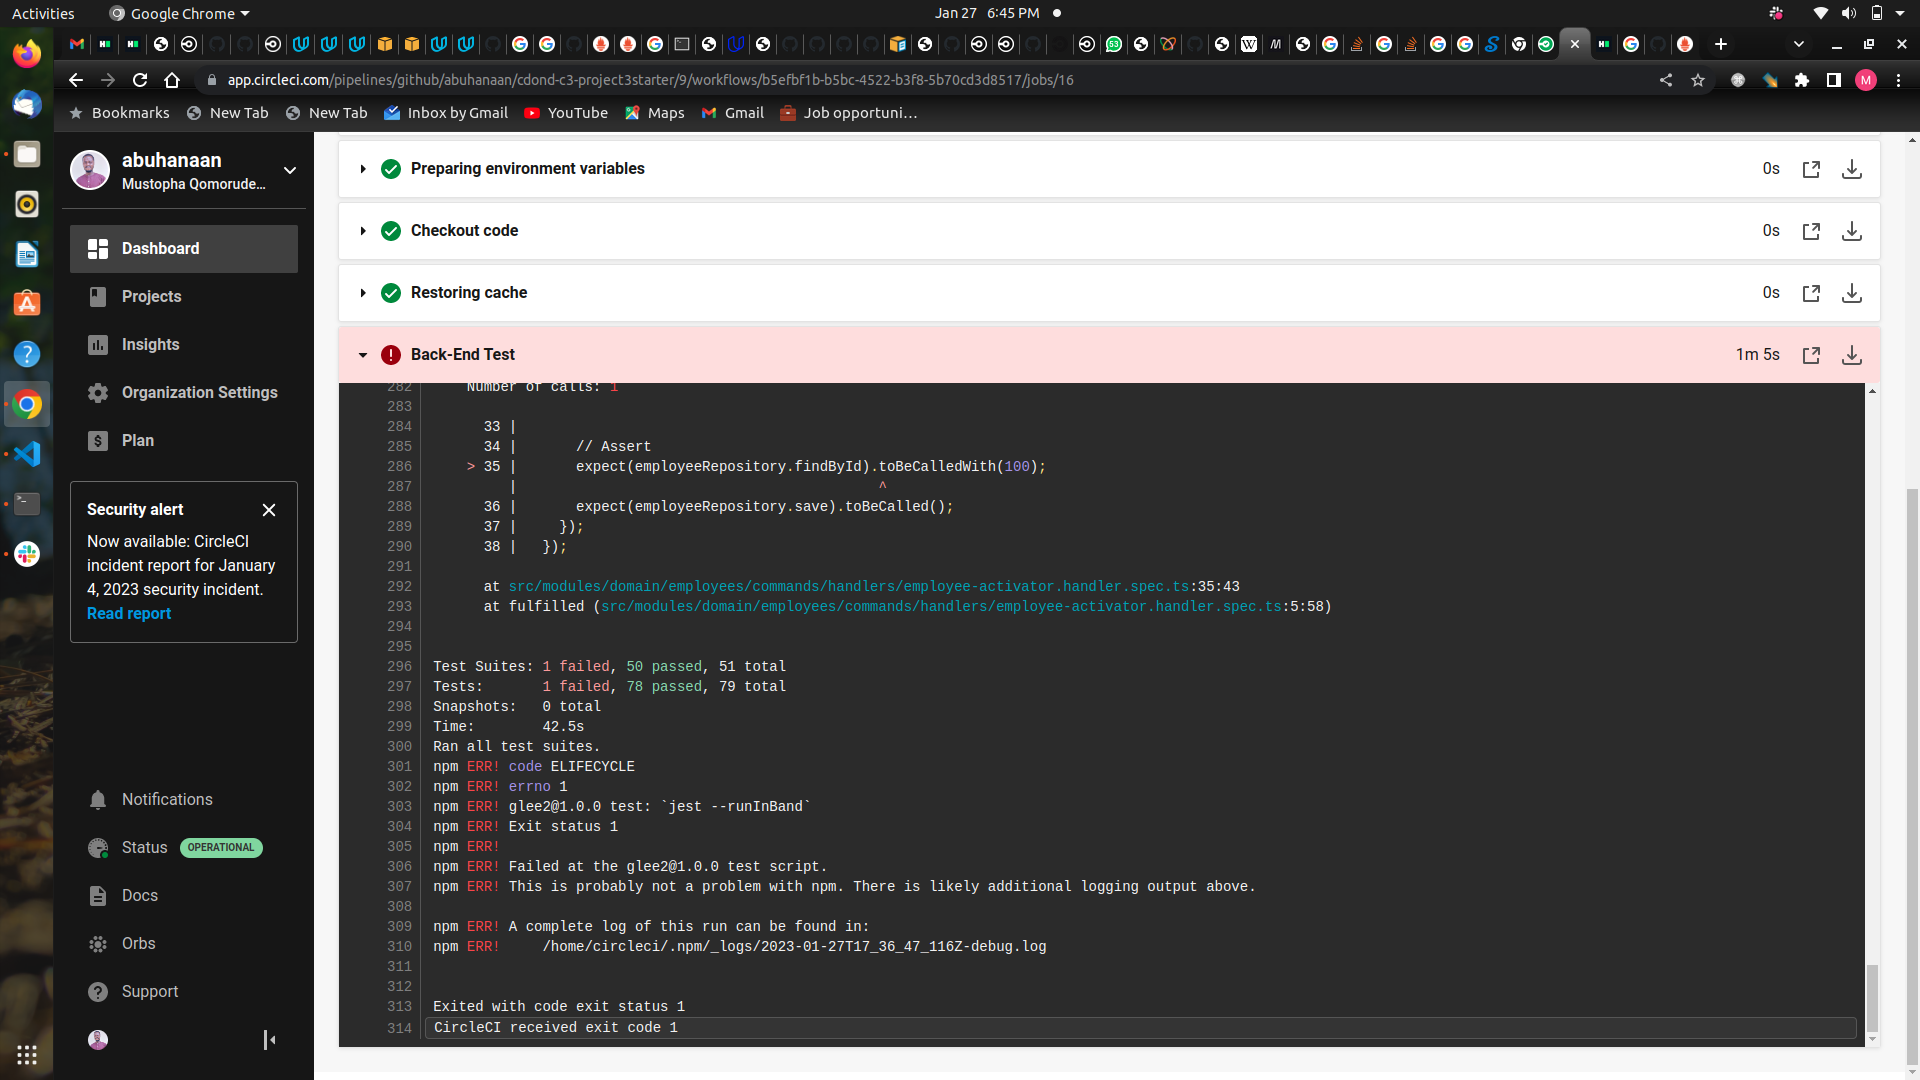 Activities
Google Chrome
Jan 27 6:45 PM
app.circleci.com/pipelines/github/abuhanaan/cdond-c3-project3starter/9/workflows/b5efbf1b-b5bc-4522-b3f8-5b70cd3d8517/jobs/16
M
Bookmarks
New Tab
New Tab
Inbox by Gmail
YouTube
Maps
Gmail
Job opportuni…
abuhanaan
Mustopha Qomorude…
Dashboard
Projects
Insights
Organization Settings
Plan
Security alert
Now available: CircleCI
incident report for January
4, 2023 security incident.
Read report
Notifications
Status OPERATIONAL
Docs
Orbs
Support
Preparing environment variables 0s
Checkout code 0s
Restoring cache 0s
Back-End Test 1m 5s
282 Number of calls: 1
283
284 33 |
285 34 | // Assert
286 > 35 | expect(employeeRepository.findById).toBeCalledWith(100);
287 | ^
288 36 | expect(employeeRepository.save).toBeCalled();
289 37 | });
290 38 | });
291
292 at src/modules/domain/employees/commands/handlers/employee-activator.handler.spec.ts:35:43
293 at fulfilled (src/modules/domain/employees/commands/handlers/employee-activator.handler.spec.ts:5:58)
294
295
296 Test Suites: 1 failed, 50 passed, 51 total
297 Tests: 1 failed, 78 passed, 79 total
298 Snapshots: 0 total
299 Time: 42.5s
300 Ran all test suites.
301 npm ERR! code ELIFECYCLE
302 npm ERR! errno 1
303 npm ERR! glee2@1.0.0 test: `jest --runInBand`
304 npm ERR! Exit status 1
305 npm ERR!
306 npm ERR! Failed at the glee2@1.0.0 test script.
307 npm ERR! This is probably not a problem with npm. There is likely additional logging output above.
308
309 npm ERR! A complete log of this run can be found in:
310 npm ERR! /home/circleci/.npm/_logs/2023-01-27T17_36_47_116Z-debug.log
311
312
313 Exited with code exit status 1
314 CircleCI received exit code 1